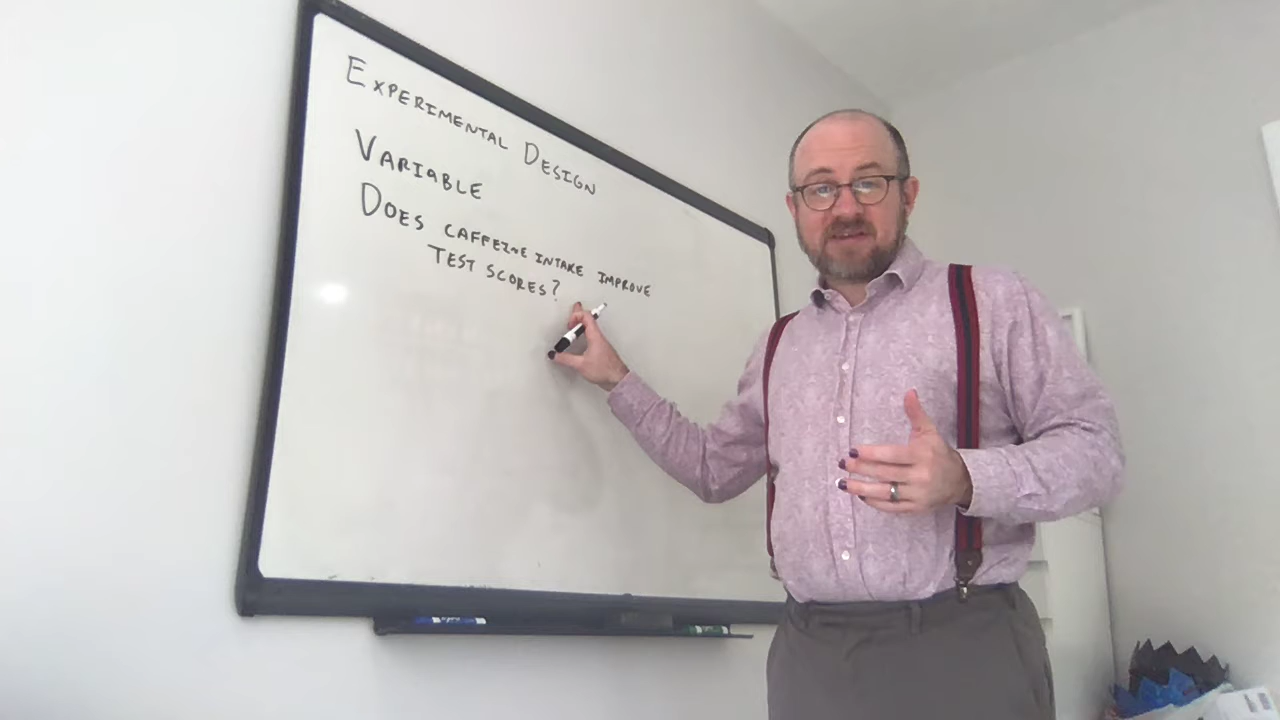 EXPERIMENTAL DESIGN
VARIABLE
DOES CAFFEINE INTAKE IMPROVE
TEST SCORES?